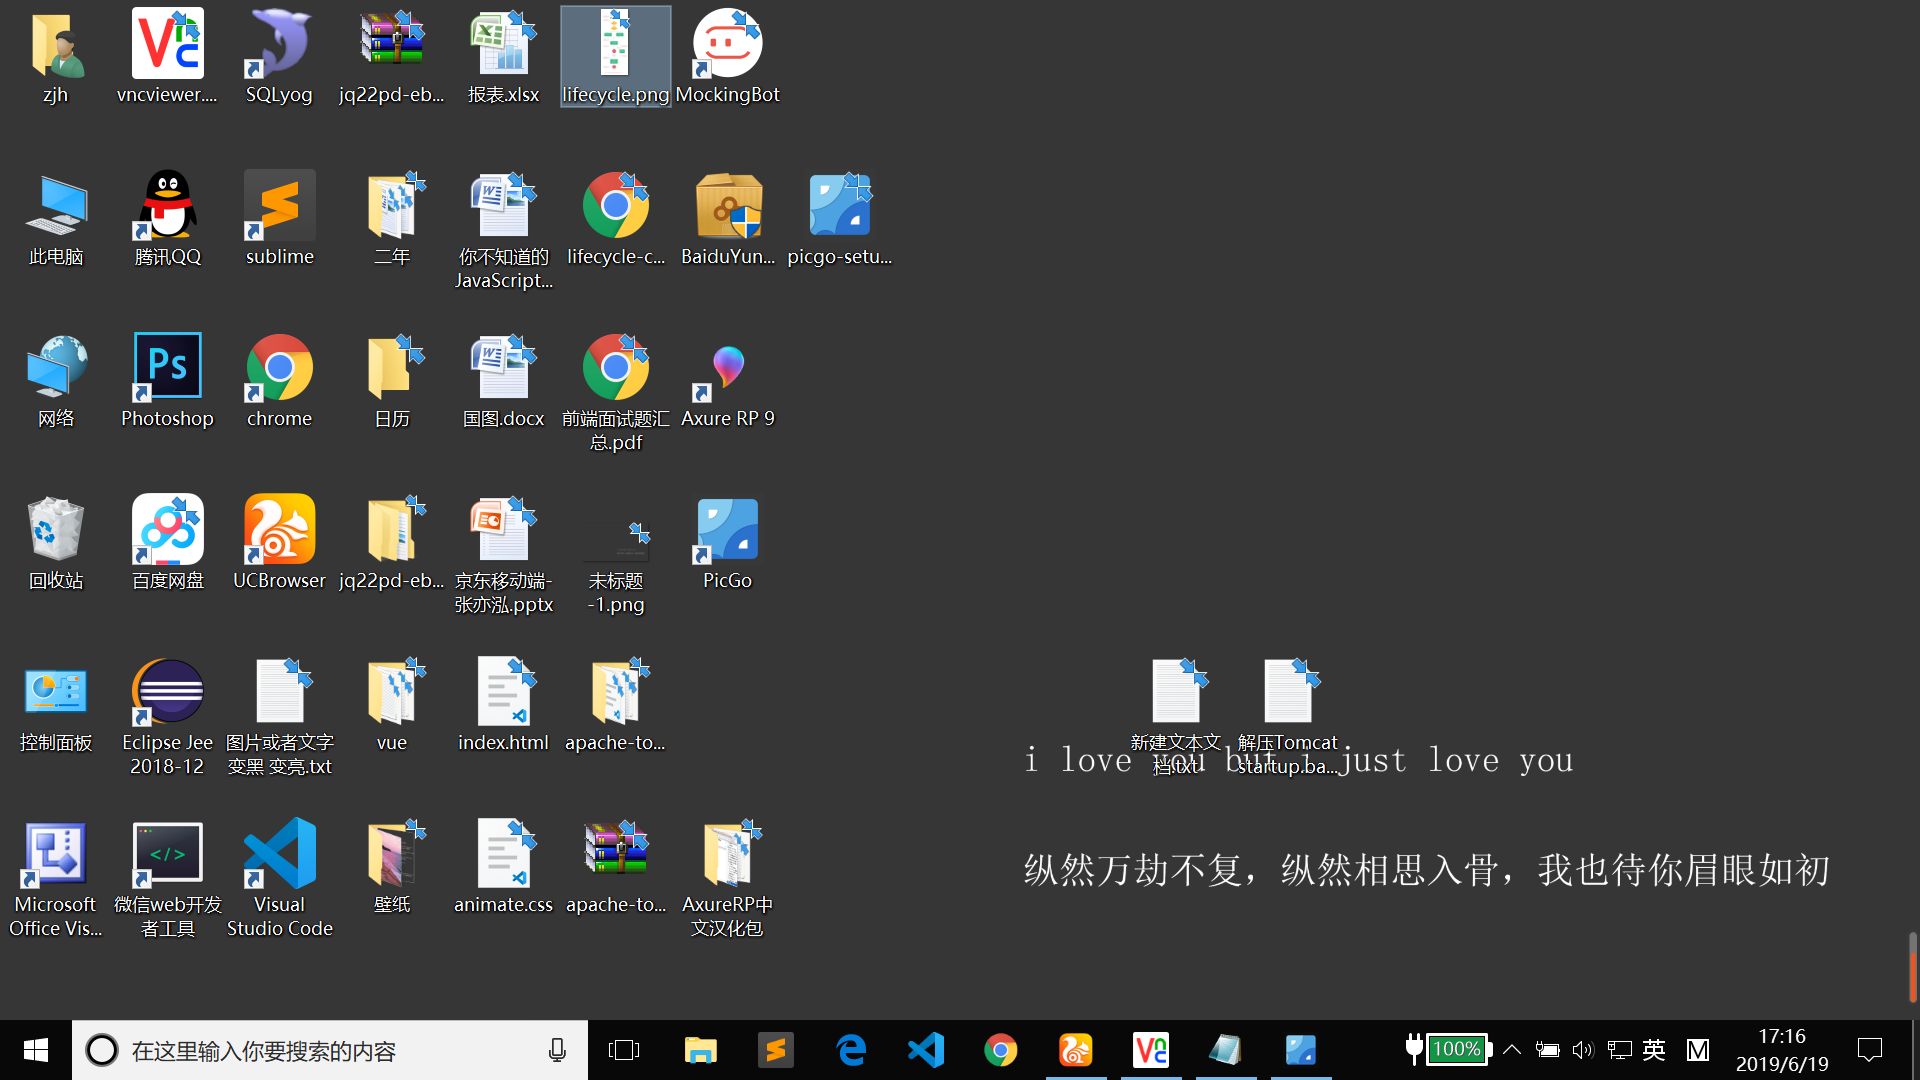 zjh
vncviewer....
SQLyog
jq22pd-eb...
报表.xlsx
lifecycle.png
MockingBot
此电脑
腾讯QQ
sublime
二年
你不知道的
JavaScript...
lifecycle-c...
BaiduYun...
picgo-setu...
网络
Ps
Photoshop
chrome
日历
国图.docx
前端面试题汇
总.pdf
Axure RP 9
回收站
百度网盘
UCBrowser
jq22pd-eb...
京东移动端-
张亦泓.pptx
未标题
-1.png
PicGo
控制面板
Eclipse Jee
2018-12
图片或者文字
变黑 变亮.txt
vue
index.html
apache-to...
新建文本文
档.txt
解压Tomcat
startup.ba...
i love you but i just love you
Microsoft
Office Vis...
微信web开发
者工具
Visual
Studio Code
壁纸
animate.css
apache-to...
AxureRP中
文汉化包
纵然万劫不复，纵然相思入骨，我也待你眉眼如初
在这里输入你要搜索的内容
100%
英
M
17:16
2019/6/19